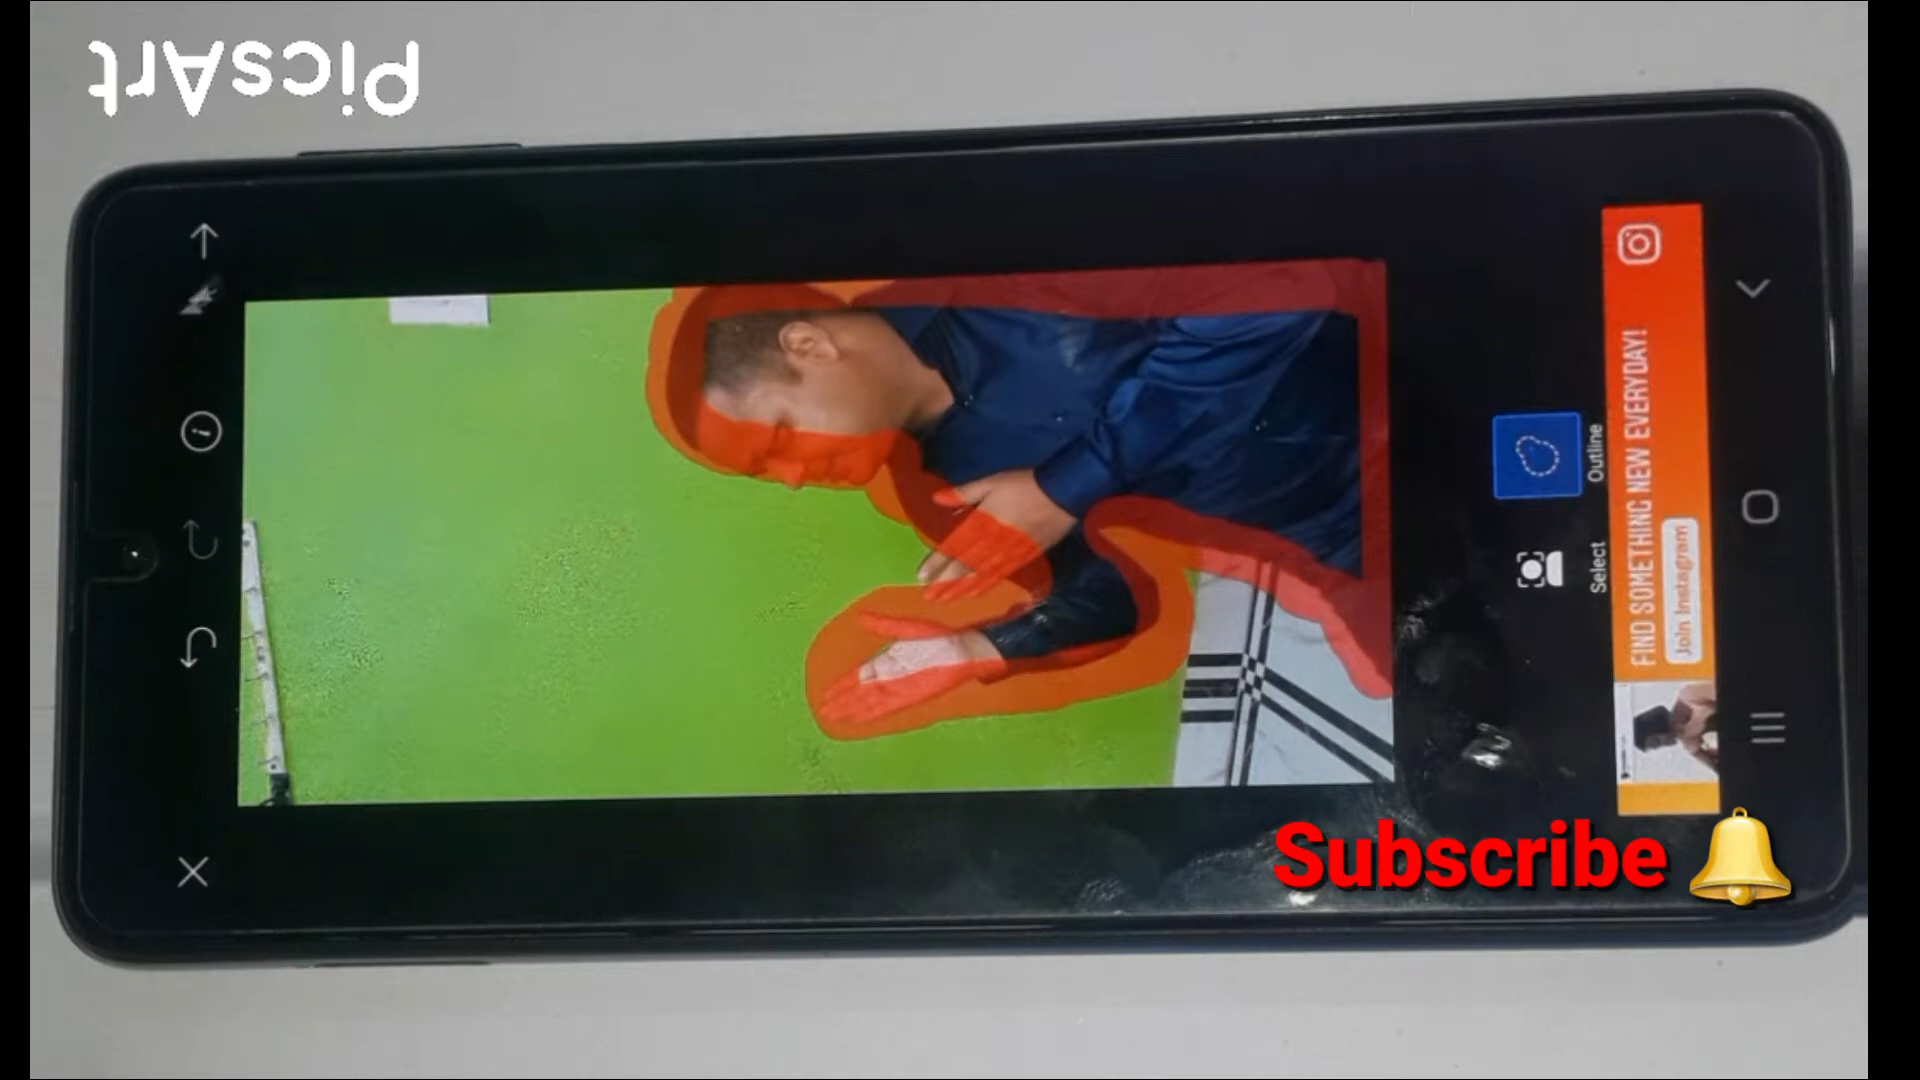 PicsArt
Outline
Select
FIND SOMETHING NEW EVERYDAY!
Join Instagram
Subscribe